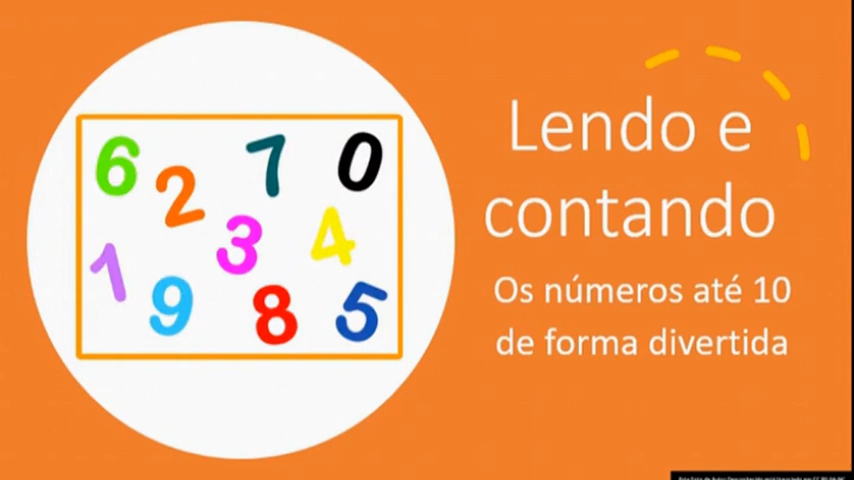 6 2 7 0
1 3 4
9 8 5
Lendo e
contando
Os números até 10
de forma divertida